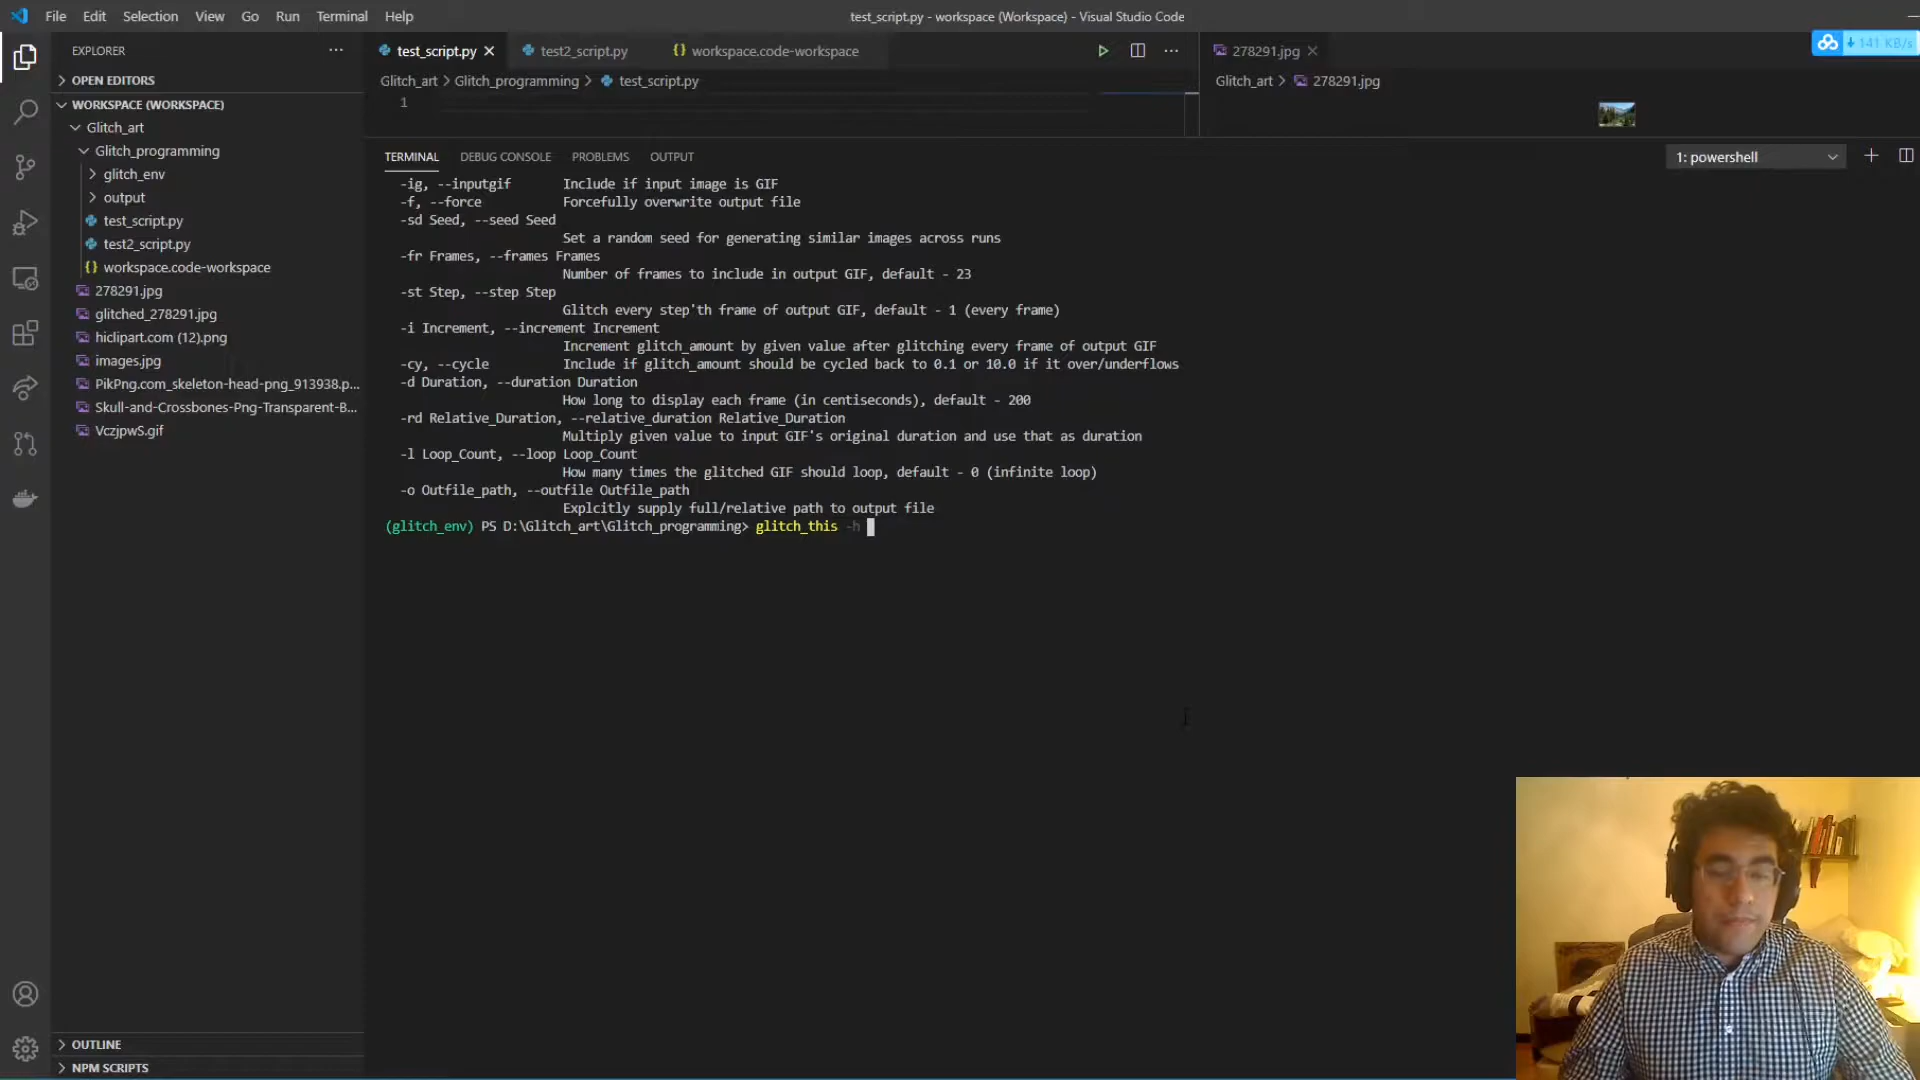 File Edit Selection View Go Run Terminal Help
test_script.py - workspace (Workspace) - Visual Studio Code
141 KB/s
EXPLORER
OPEN EDITORS
WORKSPACE (WORKSPACE)
Glitch_art
Glitch_programming
glitch_env
output
test_script.py
test2_script.py
workspace.code-workspace
278291.jpg
glitched_278291.jpg
hiclipart.com (12).png
images.jpg
PikPng.com_skeleton-head-png_913938.p...
Skull-and-Crossbones-Png-Transparent-B...
VczjpwS.gif
OUTLINE
NPM SCRIPTS
test_script.py test2_script.py workspace.code-workspace
Glitch_art > Glitch_programming > test_script.py
1
278291.jpg
Glitch_art > 278291.jpg
TERMINAL DEBUG CONSOLE PROBLEMS OUTPUT
1: powershell
-ig, --inputgif Include if input image is GIF
-f, --force Forcefully overwrite output file
-sd Seed, --seed Seed
Set a random seed for generating similar images across runs
-fr Frames, --frames Frames
Number of frames to include in output GIF, default - 23
-st Step, --step Step
Glitch every step'th frame of output GIF, default - 1 (every frame)
-i Increment, --increment Increment
Increment glitch_amount by given value after glitching every frame of output GIF
-cy, --cycle Include if glitch_amount should be cycled back to 0.1 or 10.0 if it over/underflows
-d Duration, --duration Duration
How long to display each frame (in centiseconds), default - 200
-rd Relative_Duration, --relative_duration Relative_Duration
Multiply given value to input GIF's original duration and use that as duration
-l Loop_Count, --loop Loop_Count
How many times the glitched GIF should loop, default - 0 (infinite loop)
-o Outfile_path, --outfile Outfile_path
Explcitly supply full/relative path to output file
(glitch_env) PS D:\Glitch_art\Glitch_programming> glitch_this -h